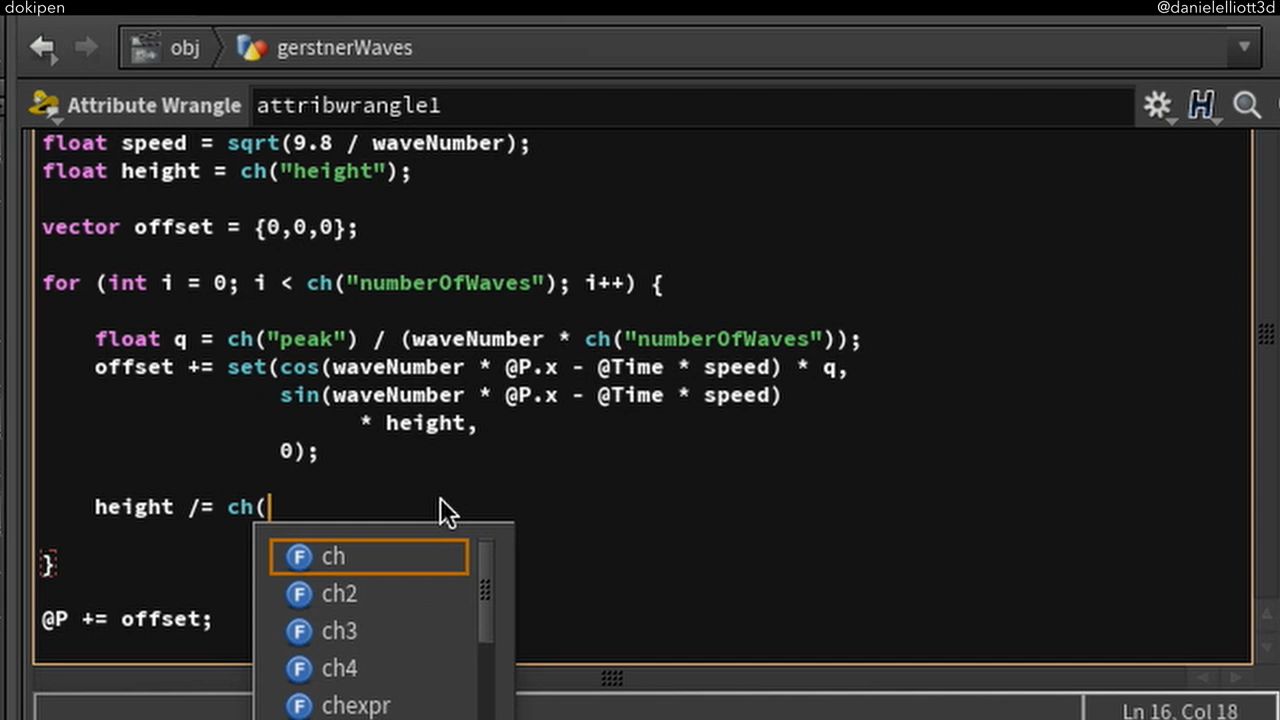 dokipen
@danielelliott3d
obj
gerstnerWaves
Attribute Wrangle
attribwrangle1
float speed = sqrt(9.8 / waveNumber);
float height = ch("height");
vector offset = {0,0,0};
for (int i = 0; i < ch("numberOfWaves"); i++) {
float q = ch("peak") / (waveNumber * ch("numberOfWaves"));
offset += set(cos(waveNumber * @P.x - @Time * speed) * q,
sin(waveNumber * @P.x - @Time * speed)
* height,
0);
height /= ch(
ch
}
ch2
@P += offset;
ch3
ch4
chexpr
Ln 16, Col 18